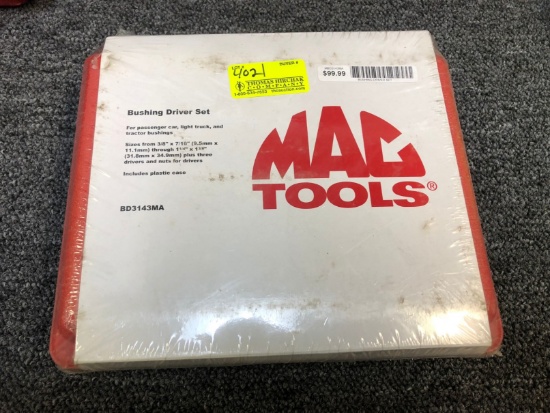 4021
BIDDER #
THOMAS HIRCHAK
C·O·M·P·A·N·Y
$99.99
Bushing Driver Set
For passenger car, light truck, and
tractor bushings
Sizes from 3/8" x 7/16" (9.5mm x
11.1mm) through 1¼" x 1⅜"
(31.8mm x 34.9mm) plus three
drivers and nuts for drivers
Includes plastic case
BD3143MA
MAC
TOOLS®